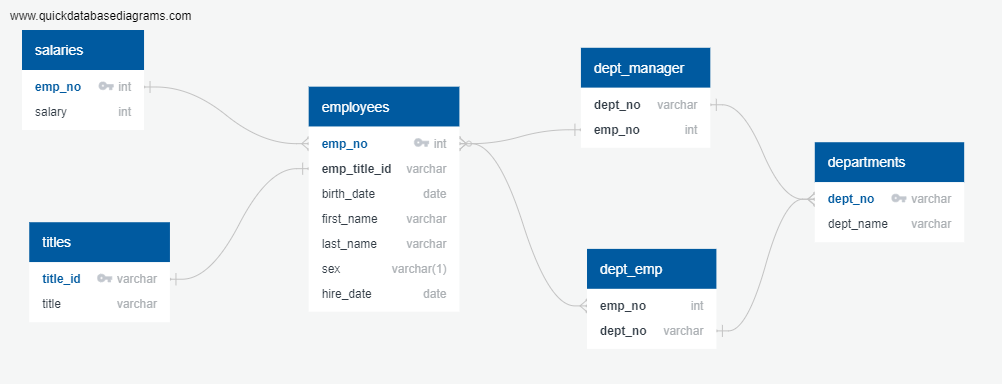 www.quickdatabasediagrams.com
salaries
emp_no int
salary int
titles
title_id varchar
title varchar
employees
emp_no int
emp_title_id varchar
birth_date date
first_name varchar
last_name varchar
sex varchar(1)
hire_date date
dept_manager
dept_no varchar
emp_no int
dept_emp
emp_no int
dept_no varchar
departments
dept_no varchar
dept_name varchar